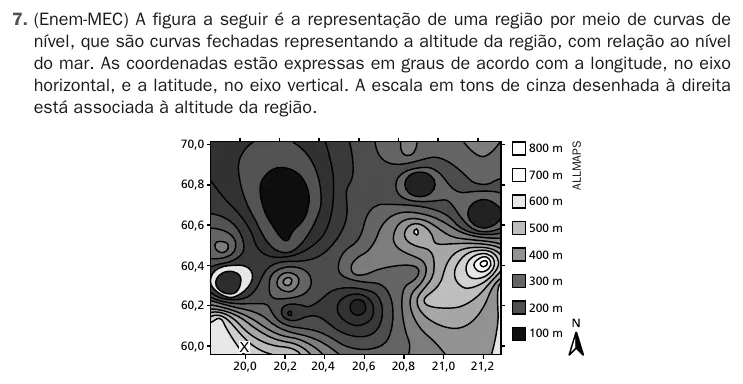 7. (Enem-MEC) A figura a seguir é a representação de uma região por meio de curvas de
nível, que são curvas fechadas representando a altitude da região, com relação ao nível
do mar. As coordenadas estão expressas em graus de acordo com a longitude, no eixo
horizontal, e a latitude, no eixo vertical. A escala em tons de cinza desenhada à direita
está associada à altitude da região.
70,0
60,8
60,6
60,4
60,2
60,0
X
20,0 20,2 20,4 20,6 20,8 21,0 21,2
800 m
700 m
600 m
500 m
400 m
300 m
200 m
100 m
N
ALLMAPS